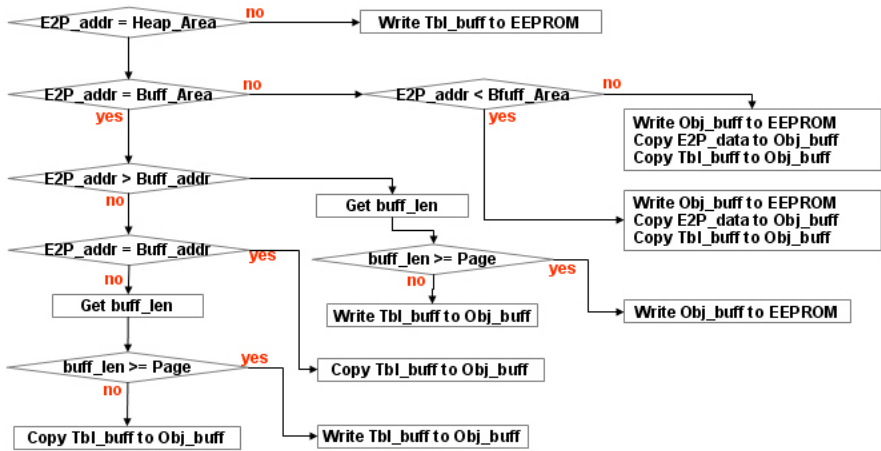 E2P_addr = Heap_Area
no
Write Tbl_buff to EEPROM
E2P_addr = Buff_Area
no
yes
E2P_addr < Bfuff_Area
no
yes
Write Obj_buff to EEPROM
Copy E2P_data to Obj_buff
Copy Tbl_buff to Obj_buff
E2P_addr > Buff_addr
no
Get buff_len
Write Obj_buff to EEPROM
Copy E2P_data to Obj_buff
Copy Tbl_buff to Obj_buff
E2P_addr = Buff_addr
yes
no
buff_len >= Page
yes
no
Get buff_len
Write Tbl_buff to Obj_buff
Write Obj_buff to EEPROM
buff_len >= Page
yes
no
Copy Tbl_buff to Obj_buff
Copy Tbl_buff to Obj_buff
Write Tbl_buff to Obj_buff